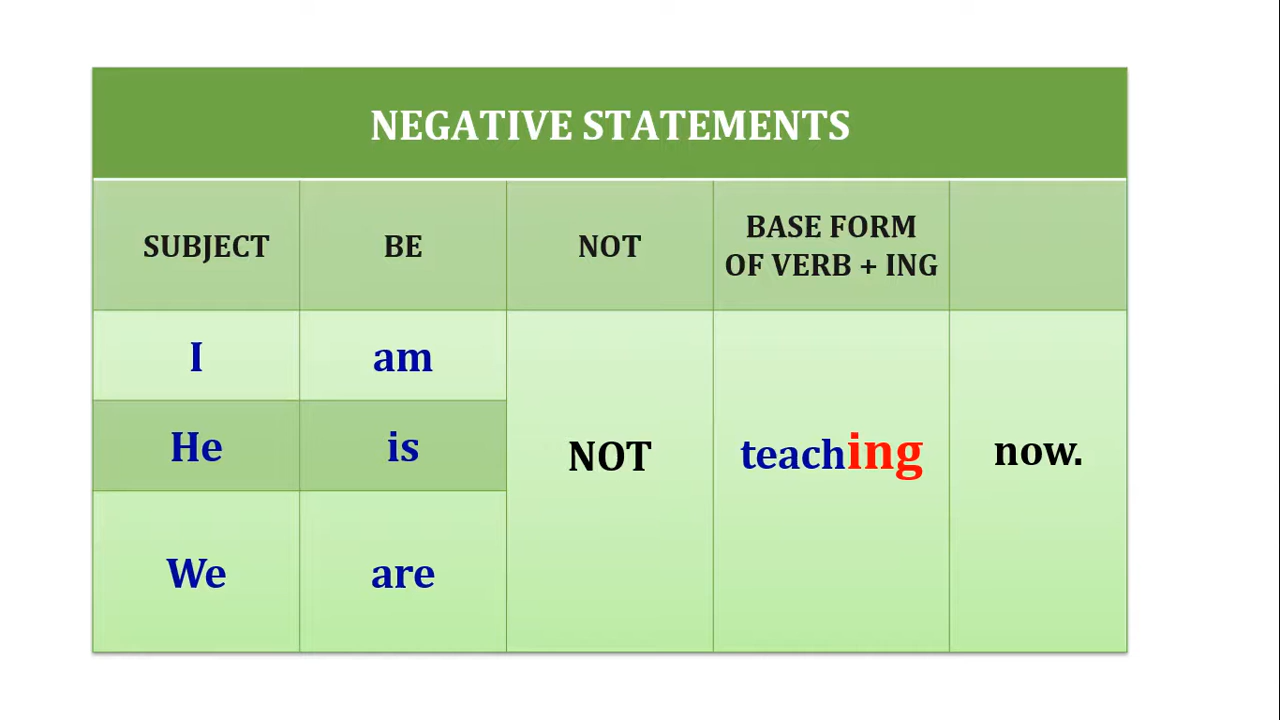 NEGATIVE STATEMENTS
SUBJECT BE NOT BASE FORM
OF VERB + ING
I am
He is
NOT teaching now.
We are